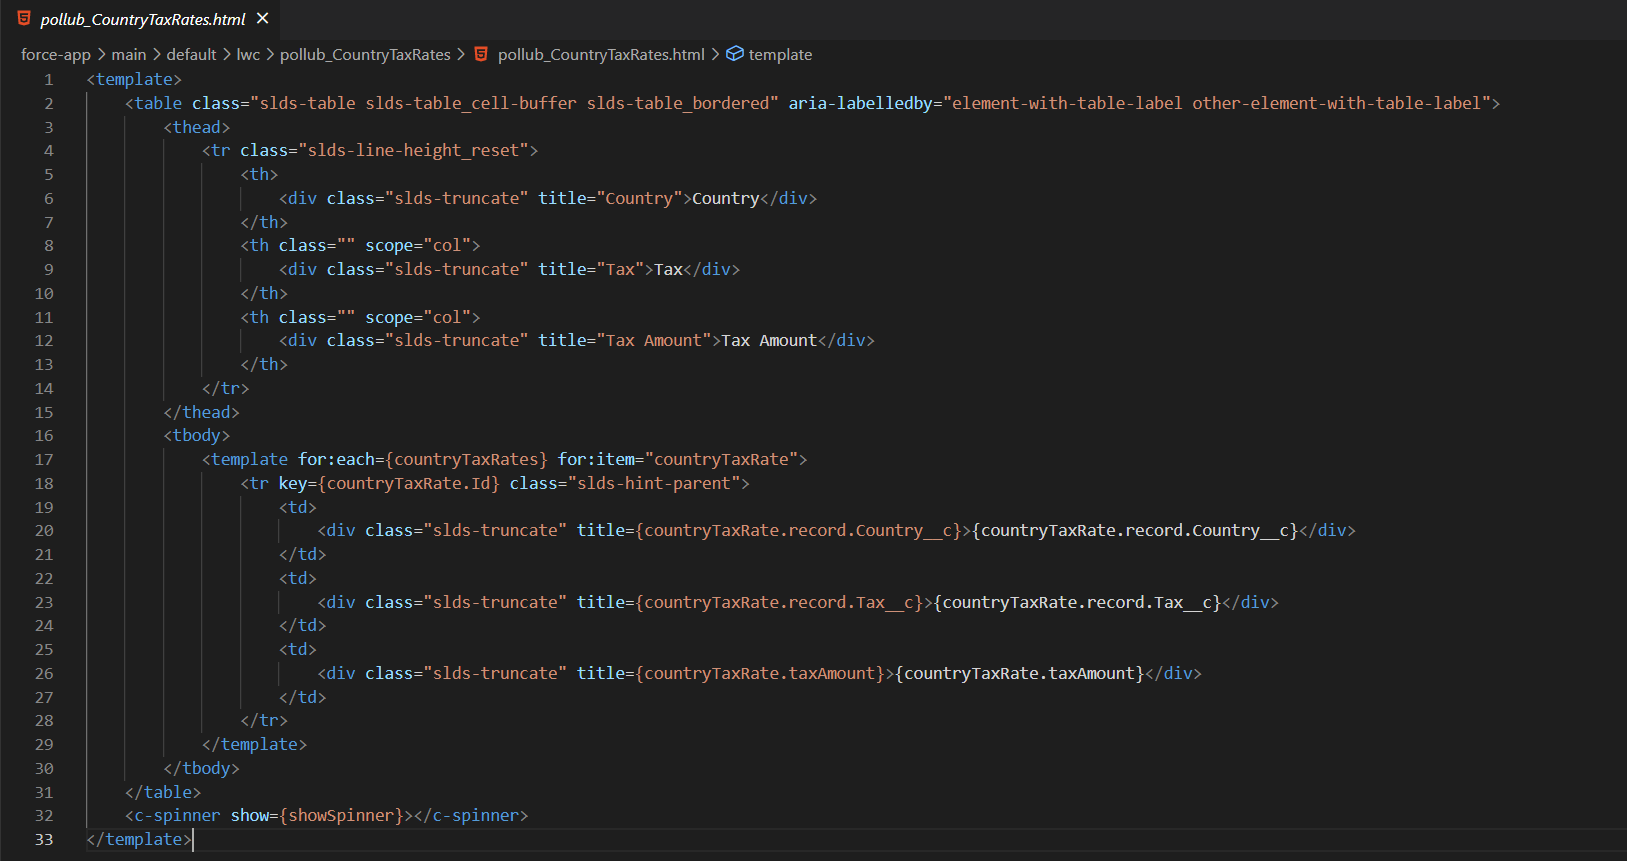 pollub_CountryTaxRates.html ×
force-app > main > default > lwc > pollub_CountryTaxRates > pollub_CountryTaxRates.html > template
1 <template>
2 <table class="slds-table slds-table_cell-buffer slds-table_bordered" aria-labelledby="element-with-table-label other-element-with-table-label">
3 <thead>
4 <tr class="slds-line-height_reset">
5 <th>
6 <div class="slds-truncate" title="Country">Country</div>
7 </th>
8 <th class="" scope="col">
9 <div class="slds-truncate" title="Tax">Tax</div>
10 </th>
11 <th class="" scope="col">
12 <div class="slds-truncate" title="Tax Amount">Tax Amount</div>
13 </th>
14 </tr>
15 </thead>
16 <tbody>
17 <template for:each={countryTaxRates} for:item="countryTaxRate">
18 <tr key={countryTaxRate.Id} class="slds-hint-parent">
19 <td>
20 <div class="slds-truncate" title={countryTaxRate.record.Country__c}>{countryTaxRate.record.Country__c}</div>
21 </td>
22 <td>
23 <div class="slds-truncate" title={countryTaxRate.record.Tax__c}>{countryTaxRate.record.Tax__c}</div>
24 </td>
25 <td>
26 <div class="slds-truncate" title={countryTaxRate.taxAmount}>{countryTaxRate.taxAmount}</div>
27 </td>
28 </tr>
29 </template>
30 </tbody>
31 </table>
32 <c-spinner show={showSpinner}></c-spinner>
33 </template>